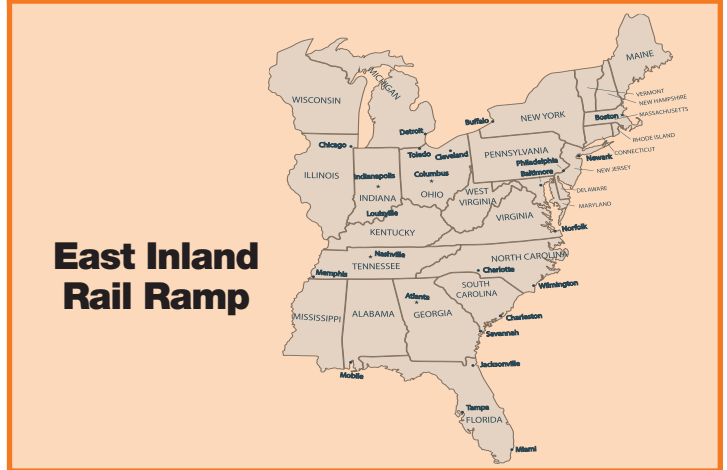 East Inland
Rail Ramp
MAINE
MICHIGAN
VERMONT
NEW HAMPSHIRE
WISCONSIN
MASSACHUSETTS
NEW YORK
Boston
Buffalo
Detroit
RHODE ISLAND
Chicago
CONNECTICUT
Toledo
Cleveland
PENNSYLVANIA
Newark
Philadelphia
NEW JERSEY
Baltimore
ILLINOIS
Indianapolis
Columbus
DELAWARE
INDIANA
OHIO
WEST
VIRGINIA
MARYLAND
Louisville
VIRGINIA
KENTUCKY
Norfolk
Nashville
NORTH CAROLINA
TENNESSEE
Memphis
Charlotte
SOUTH
CAROLINA
Wilmington
Atlanta
MISSISSIPPI
ALABAMA
GEORGIA
Charleston
Savannah
Jacksonville
Mobile
Tampa
FLORIDA
Miami